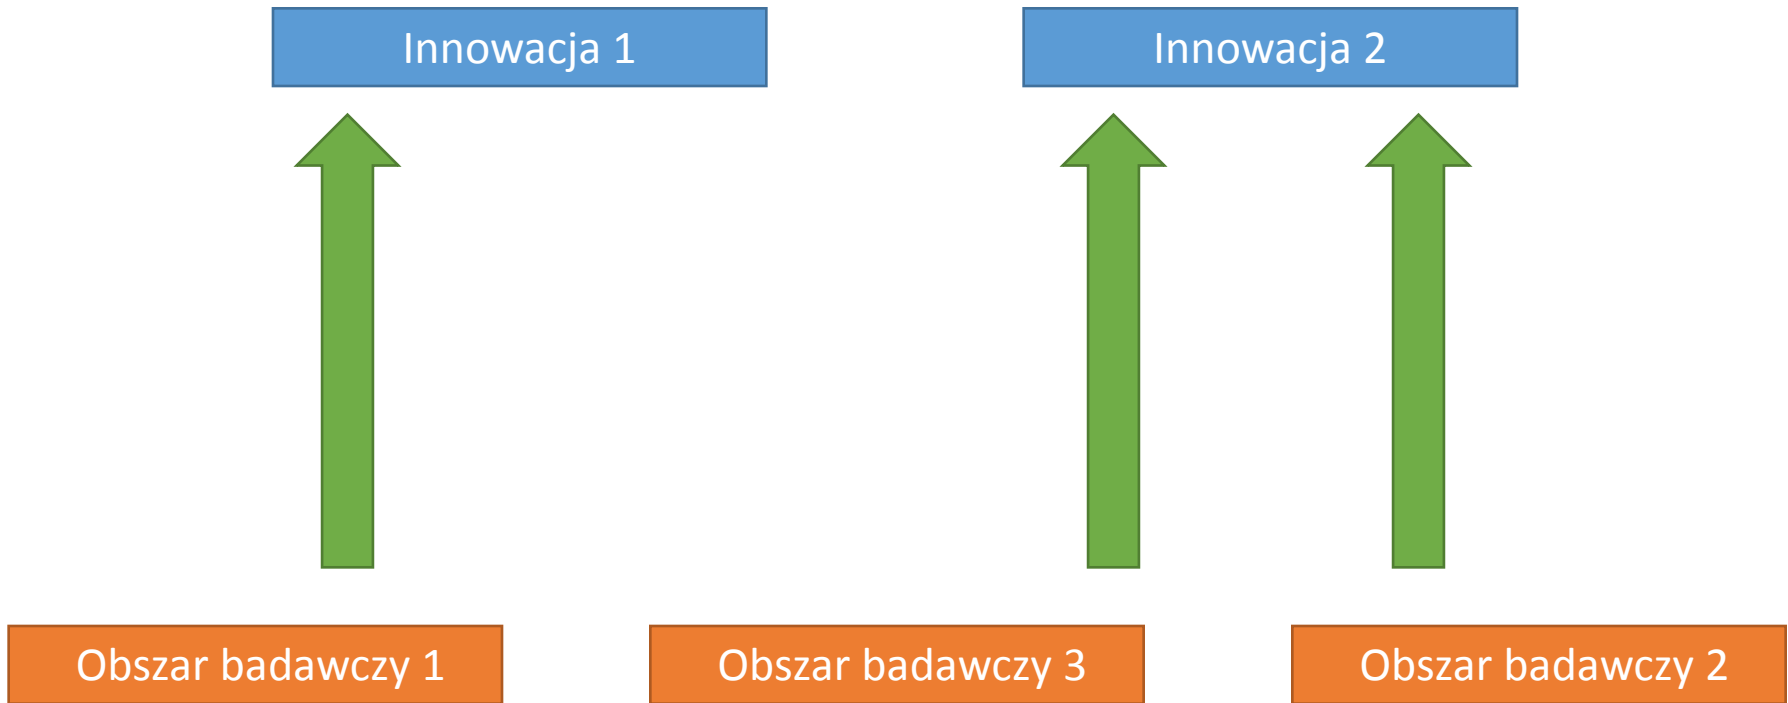 Innowacja 1
Innowacja 2
Obszar badawczy 1
Obszar badawczy 3
Obszar badawczy 2